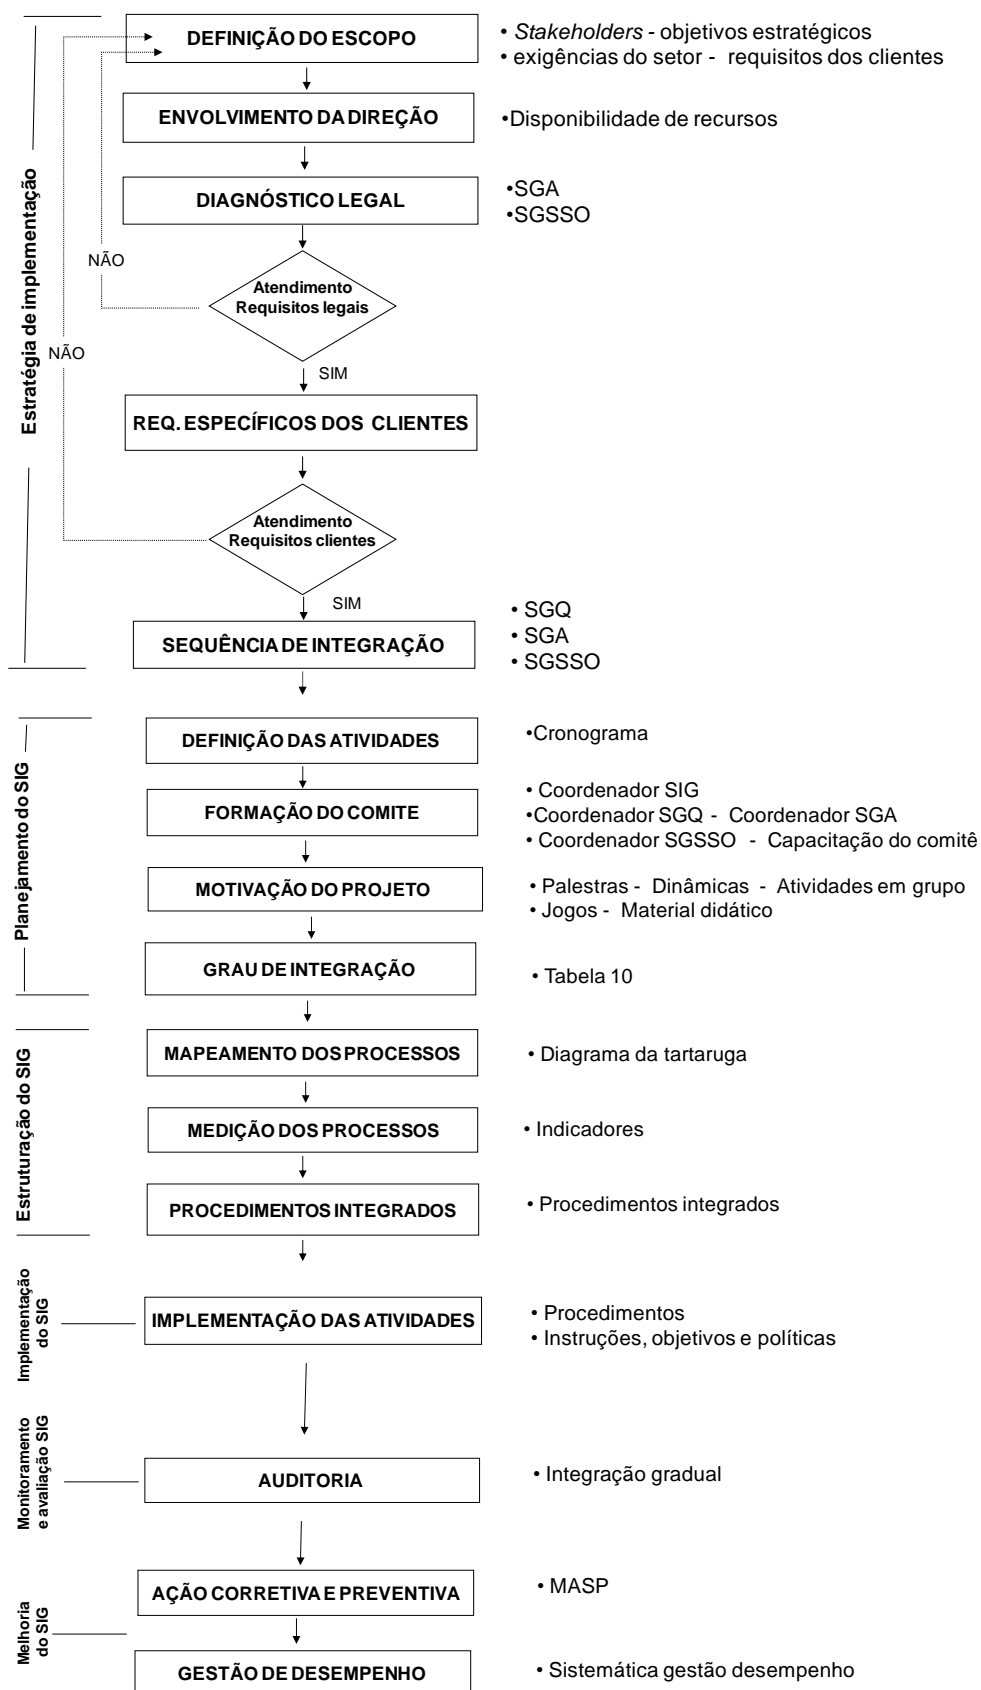 DEFINIÇÃO DO ESCOPO
• Stakeholders - objetivos estratégicos
• exigências do setor - requisitos dos clientes
ENVOLVIMENTO DA DIREÇÃO
•Disponibilidade de recursos
Estratégia de implementação
DIAGNÓSTICO LEGAL
•SGA
•SGSSO
NÃO
Atendimento
Requisitos legais
NÃO
SIM
REQ. ESPECÍFICOS DOS CLIENTES
Atendimento
Requisitos clientes
SIM
SEQUÊNCIA DE INTEGRAÇÃO
• SGQ
• SGA
• SGSSO
Planejamento do SIG
DEFINIÇÃO DAS ATIVIDADES
•Cronograma
FORMAÇÃO DO COMITE
• Coordenador SIG
•Coordenador SGQ - Coordenador SGA
• Coordenador SGSSO - Capacitação do comitê
MOTIVAÇÃO DO PROJETO
• Palestras - Dinâmicas - Atividades em grupo
• Jogos - Material didático
GRAU DE INTEGRAÇÃO
• Tabela 10
Estruturação do SIG
MAPEAMENTO DOS PROCESSOS
• Diagrama da tartaruga
MEDIÇÃO DOS PROCESSOS
• Indicadores
PROCEDIMENTOS INTEGRADOS
• Procedimentos integrados
Implementação
do SIG
IMPLEMENTAÇÃO DAS ATIVIDADES
• Procedimentos
• Instruções, objetivos e políticas
Monitoramento
e avaliação SIG
AUDITORIA
• Integração gradual
Melhoria
do SIG
AÇÃO CORRETIVA E PREVENTIVA
• MASP
GESTÃO DE DESEMPENHO
• Sistemática gestão desempenho